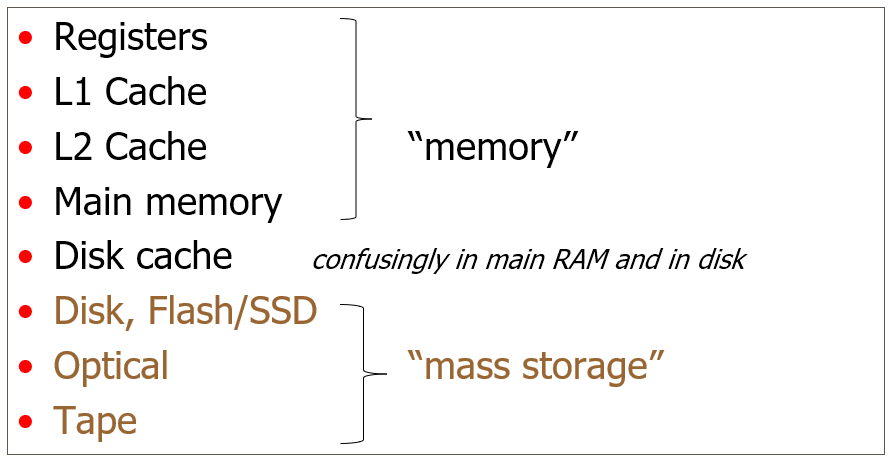 • Registers
• L1 Cache
• L2 Cache “memory”
• Main memory
• Disk cache confusingly in main RAM and in disk
• Disk, Flash/SSD
• Optical “mass storage”
• Tape